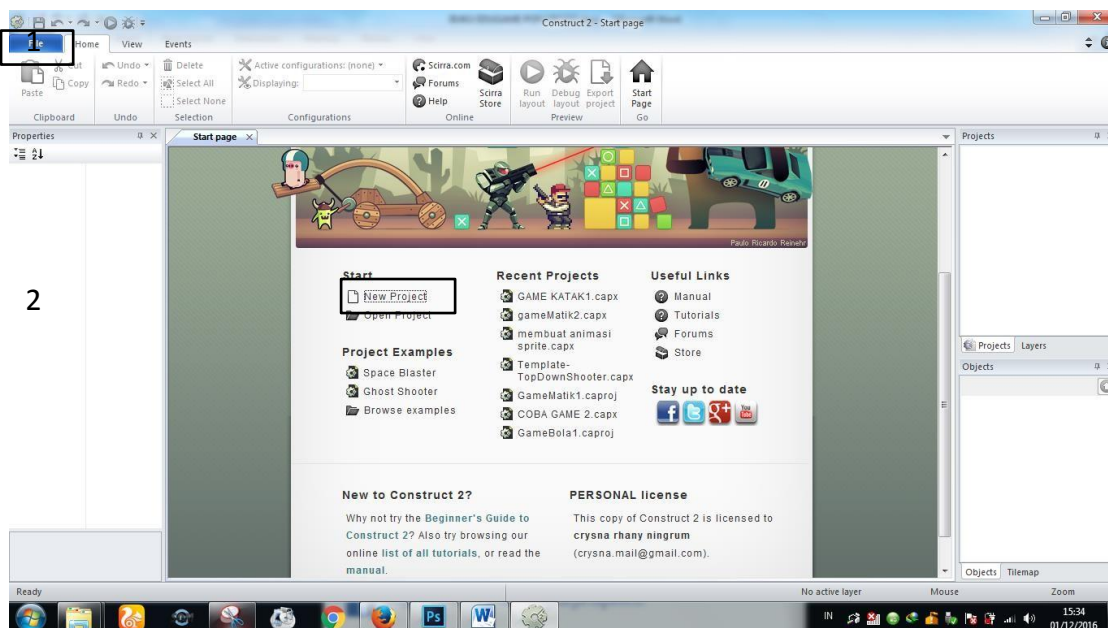 Construct 2 - Start page
1
File Home View Events
Paste Cut Copy
Clipboard
Undo Redo
Undo
Delete
Select All
Select None
Selection
Active configurations: (none)
Displaying:
Configurations
Scirra.com
Forums
Help
Scirra Store
Online
Run layout
Debug layout
Export project
Preview
Start Page
Go
Properties
Start page
Projects
Paulo Ricardo Reinehr
2
Start
New Project
Open Project
Project Examples
Space Blaster
Ghost Shooter
Browse examples
Recent Projects
GAME KATAK1.capx
gameMatik2.capx
membuat animasi
sprite.capx
Template-
TopDownShooter.capx
GameMatik1.caproj
COBA GAME 2.capx
GameBola1.caproj
Useful Links
Manual
Tutorials
Forums
Store
Stay up to date
You
New to Construct 2?
Why not try the Beginner's Guide to
Construct 2? Also try browsing our
online list of all tutorials, or read the
manual.
PERSONAL license
This copy of Construct 2 is licensed to
crysna rhany ningrum
(crysna.mail@gmail.com).
Projects Layers
Objects
Objects Tilemap
Ready
No active layer
Mouse
Zoom
Ps
W
IN
15:34
01/12/2016